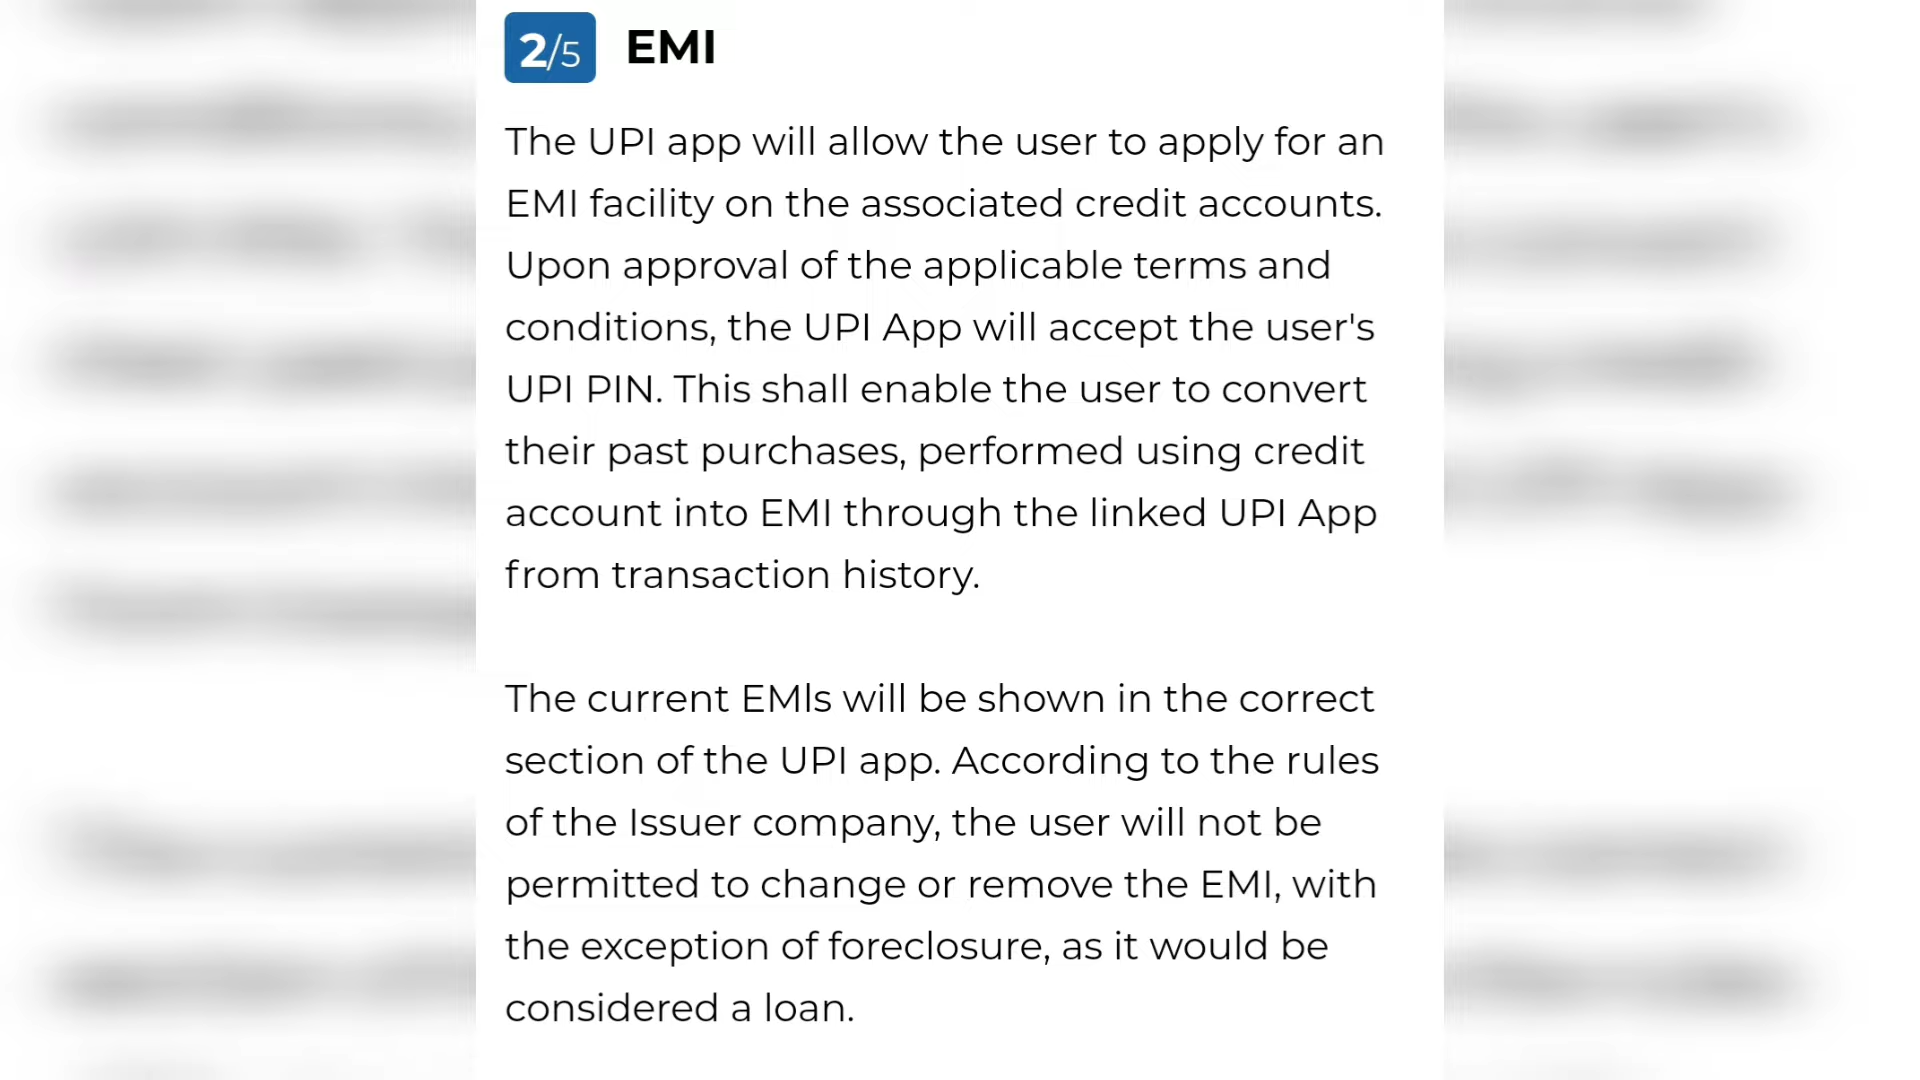 2/5 EMI
The UPI app will allow the user to apply for an
EMI facility on the associated credit accounts.
Upon approval of the applicable terms and
conditions, the UPI App will accept the user's
UPI PIN. This shall enable the user to convert
their past purchases, performed using credit
account into EMI through the linked UPI App
from transaction history.
The current EMIs will be shown in the correct
section of the UPI app. According to the rules
of the Issuer company, the user will not be
permitted to change or remove the EMI, with
the exception of foreclosure, as it would be
considered a loan.